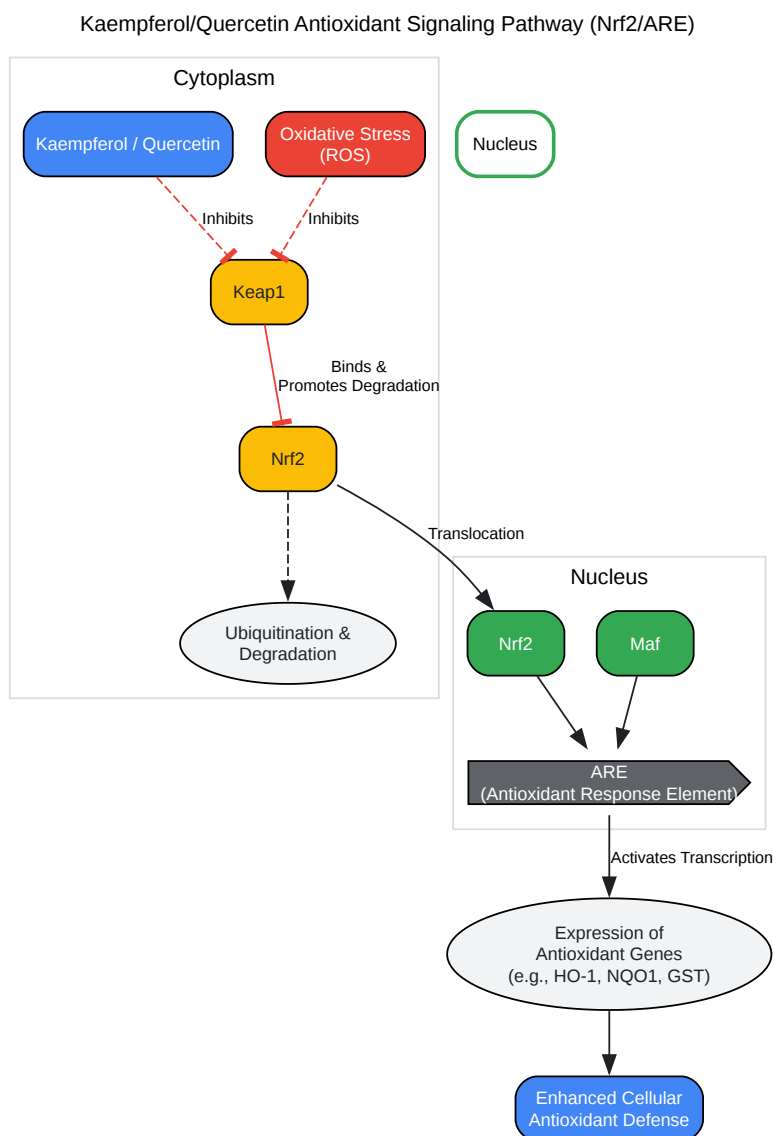 Kaempferol/Quercetin Antioxidant Signaling Pathway (Nrf2/ARE)
Cytoplasm
Kaempferol / Quercetin
Oxidative Stress
(ROS)
Nucleus
Inhibits
Inhibits
Keap1
Binds &
Promotes Degradation
Nrf2
Translocation
Nucleus
Ubiquitination &
Degradation
Nrf2
Maf
ARE
(Antioxidant Response Element)
Activates Transcription
Expression of
Antioxidant Genes
(e.g., HO-1, NQO1, GST)
Enhanced Cellular
Antioxidant Defense